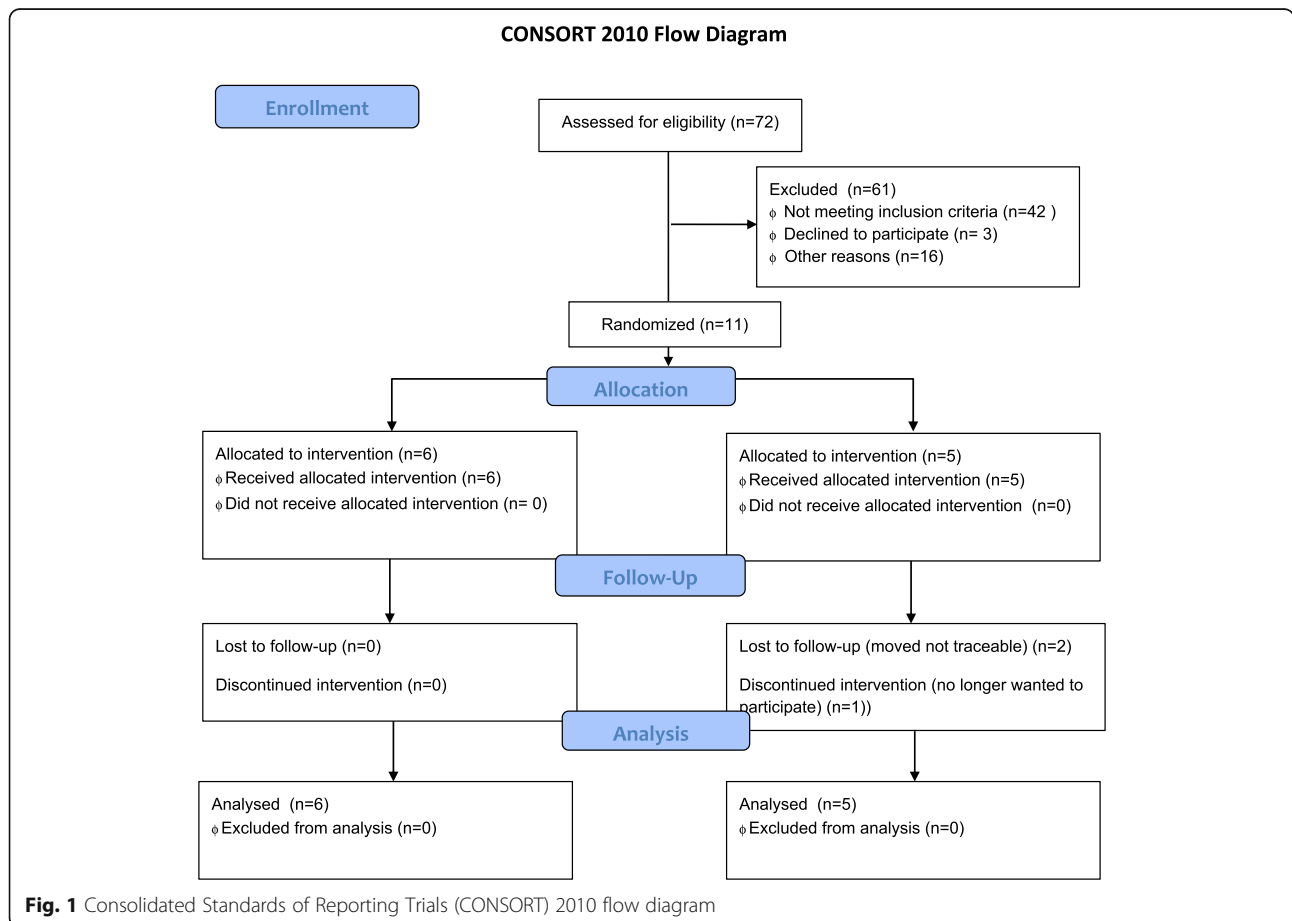 CONSORT 2010 Flow Diagram
Enrollment
Assessed for eligibility (n=72)
Excluded (n=61)
ϕ Not meeting inclusion criteria (n=42 )
ϕ Declined to participate (n= 3)
ϕ Other reasons (n=16)
Randomized (n=11)
Allocation
Allocated to intervention (n=6)
ϕ Received allocated intervention (n=6)
ϕ Did not receive allocated intervention (n= 0)
Allocated to intervention (n=5)
ϕ Received allocated intervention (n=5)
ϕ Did not receive allocated intervention (n=0)
Follow-Up
Lost to follow-up (n=0)
Discontinued intervention (n=0)
Lost to follow-up (moved not traceable) (n=2)
Discontinued intervention (no longer wanted to
participate) (n=1))
Analysis
Analysed (n=6)
ϕ Excluded from analysis (n=0)
Analysed (n=5)
ϕ Excluded from analysis (n=0)
Fig. 1 Consolidated Standards of Reporting Trials (CONSORT) 2010 flow diagram